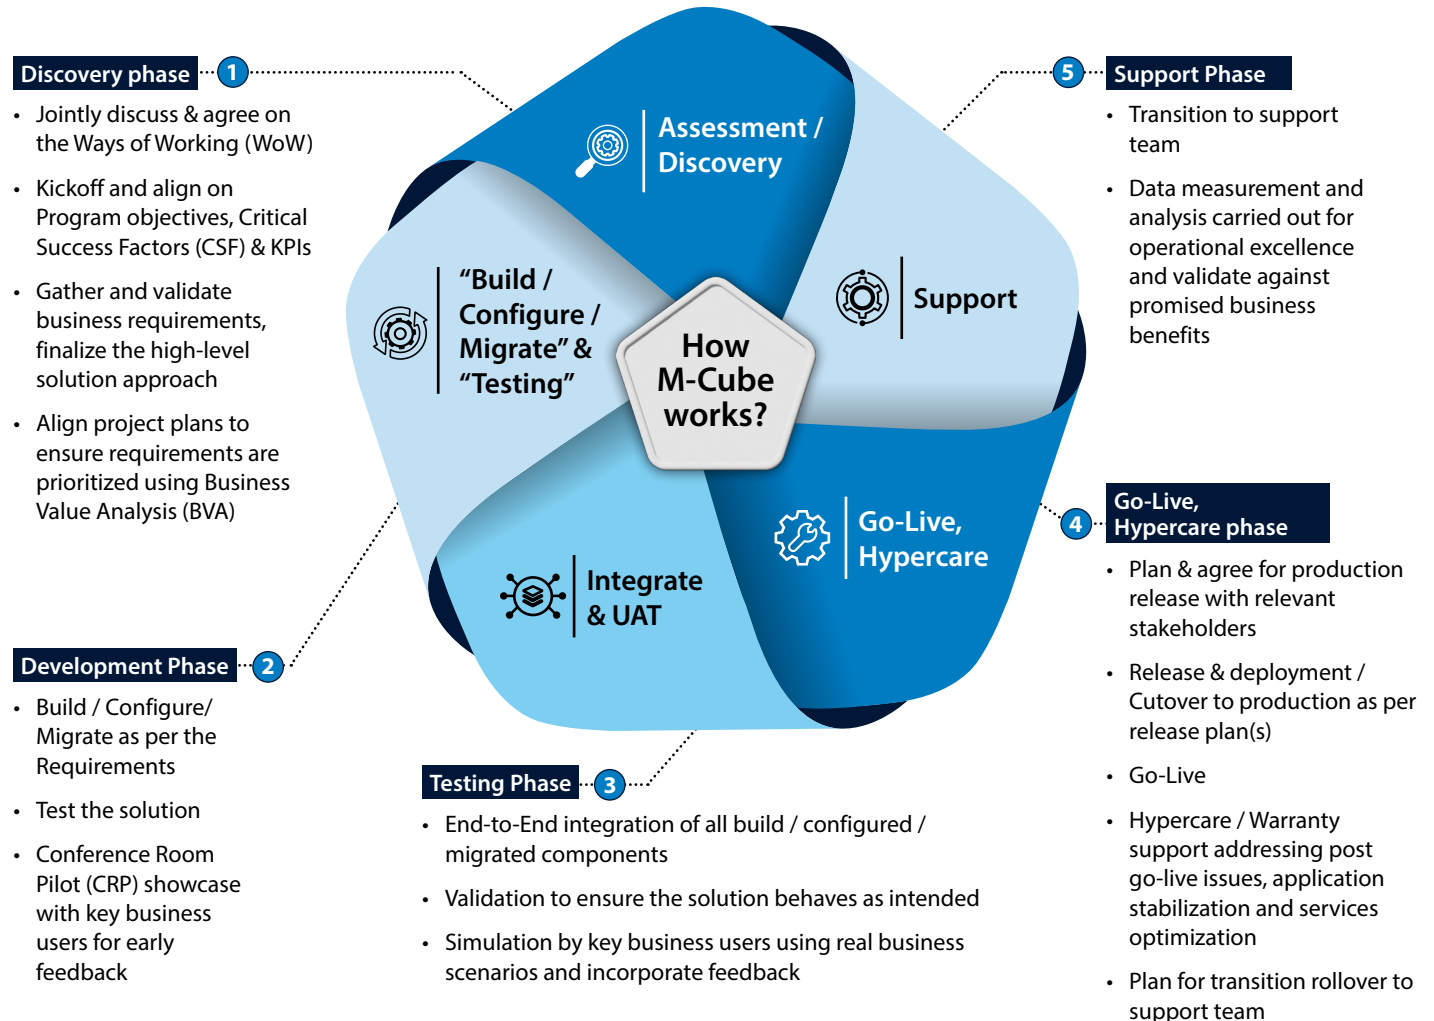 Discovery phase
1
• Jointly discuss & agree on
the Ways of Working (WoW)
• Kickoff and align on
Program objectives, Critical
Success Factors (CSF) & KPIs
• Gather and validate
business requirements,
finalize the high-level
solution approach
• Align project plans to
ensure requirements are
prioritized using Business
Value Analysis (BVA)
Development Phase
2
• Build / Configure/
Migrate as per the
Requirements
• Test the solution
• Conference Room
Pilot (CRP) showcase
with key business
users for early
feedback
Assessment /
Discovery
“Build /
Configure /
Migrate” &
“Testing”
How
M-Cube
works?
Support
Go-Live,
Hypercare
Integrate
& UAT
Testing Phase
3
• End-to-End integration of all build / configured /
migrated components
• Validation to ensure the solution behaves as intended
• Simulation by key business users using real business
scenarios and incorporate feedback
5
Support Phase
• Transition to support
team
• Data measurement and
analysis carried out for
operational excellence
and validate against
promised business
benefits
4
Go-Live,
Hypercare phase
• Plan & agree for production
release with relevant
stakeholders
• Release & deployment /
Cutover to production as per
release plan(s)
• Go-Live
• Hypercare / Warranty
support addressing post
go-live issues, application
stabilization and services
optimization
• Plan for transition rollover to
support team